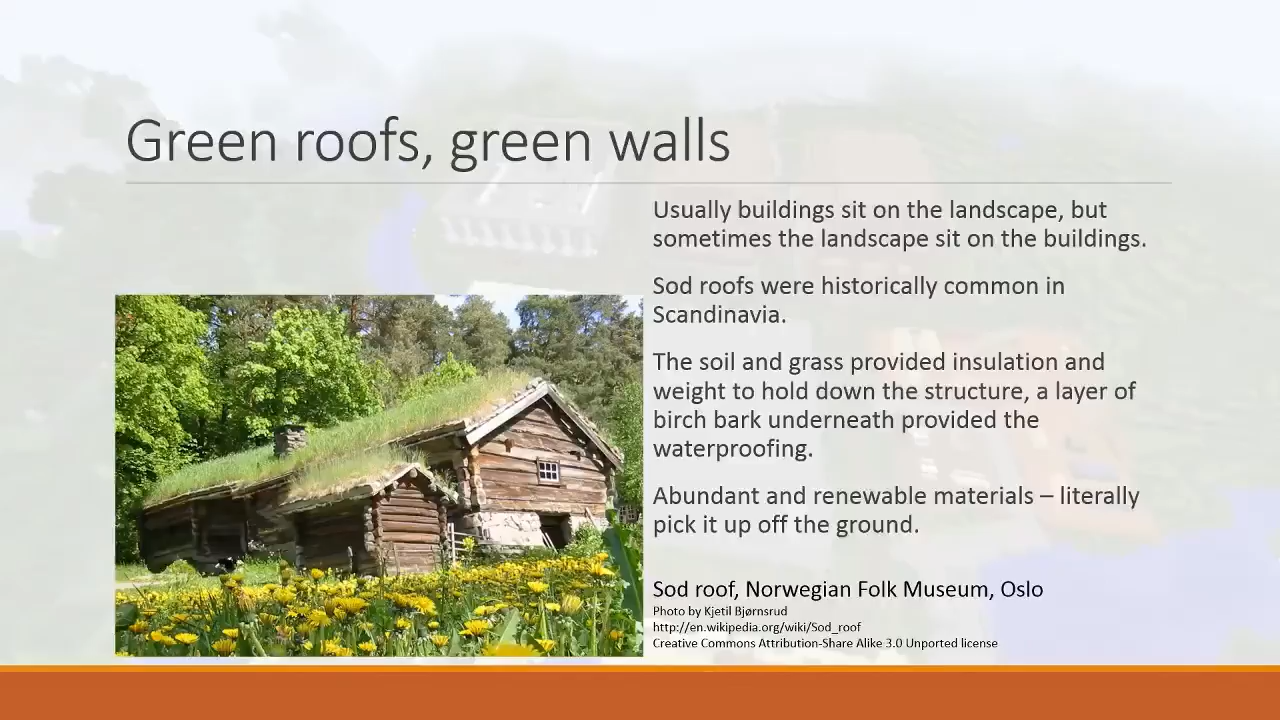 Green roofs, green walls
Usually buildings sit on the landscape, but
sometimes the landscape sit on the buildings.
Sod roofs were historically common in
Scandinavia.
The soil and grass provided insulation and
weight to hold down the structure, a layer of
birch bark underneath provided the
waterproofing.
Abundant and renewable materials – literally
pick it up off the ground.
Sod roof, Norwegian Folk Museum, Oslo
Photo by Kjetil Bjørnsrud
http://en.wikipedia.org/wiki/Sod_roof
Creative Commons Attribution-Share Alike 3.0 Unported license